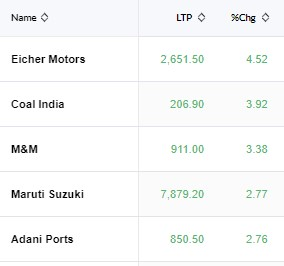 Name LTP %Chg
Eicher Motors 2,651.50 4.52
Coal India 206.90 3.92
M&M 911.00 3.38
Maruti Suzuki 7,879.20 2.77
Adani Ports 850.50 2.76